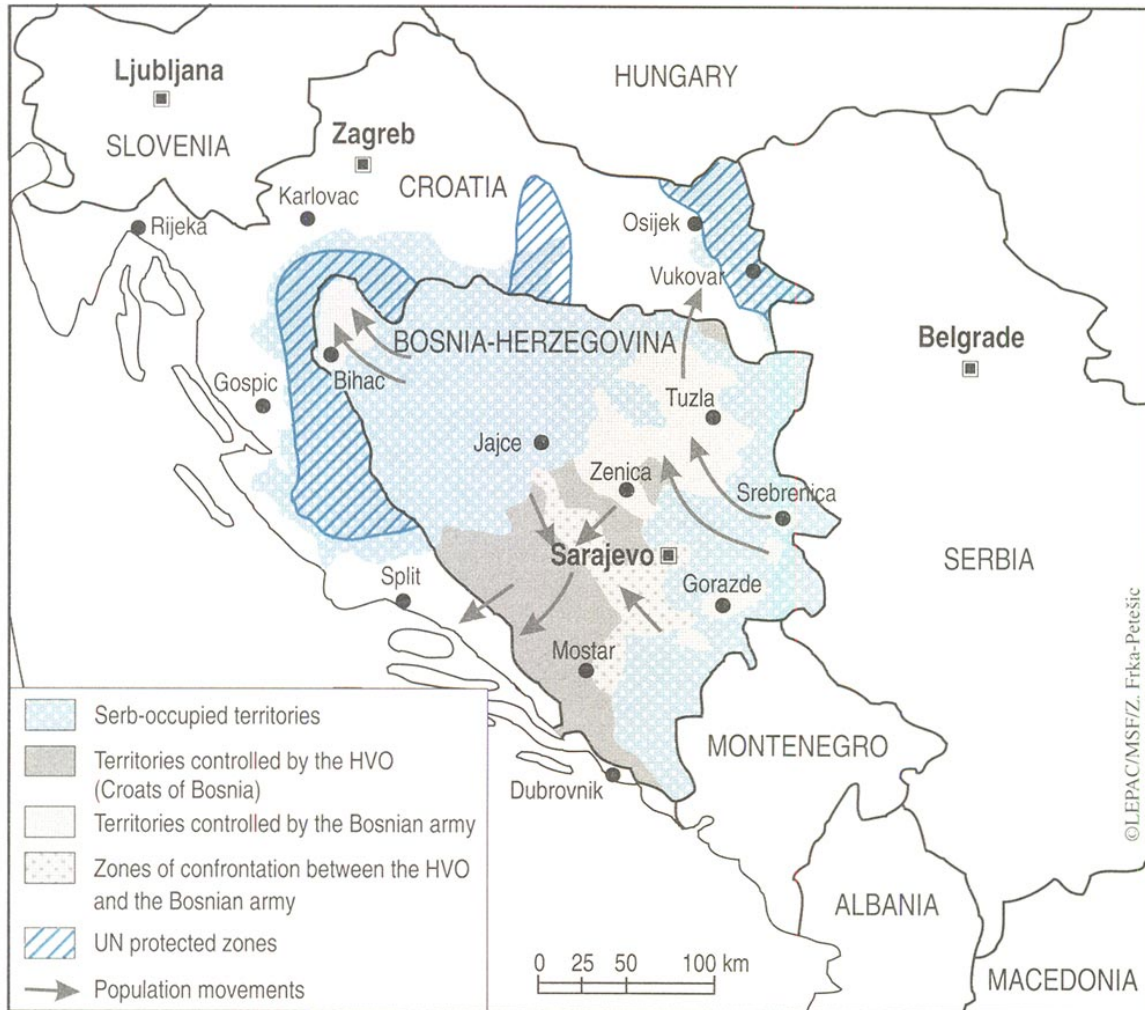 HUNGARY
Ljubljana
SLOVENIA
Zagreb
CROATIA
Karlovac
Rijeka
Osijek
Vukovar
BOSNIA-HERZEGOVINA
Belgrade
Bihac
Gospic
Tuzla
Jajce
Zenica
Srebrenica
Sarajevo
SERBIA
Split
Gorazde
Mostar
MONTENEGRO
Dubrovnik
ALBANIA
MACEDONIA
Serb-occupied territories
Territories controlled by the HVO
(Croats of Bosnia)
Territories controlled by the Bosnian army
Zones of confrontation between the HVO
and the Bosnian army
UN protected zones
Population movements
0 25 50 100 km
©LEPAC/MSF/Z. Frka-Petešic